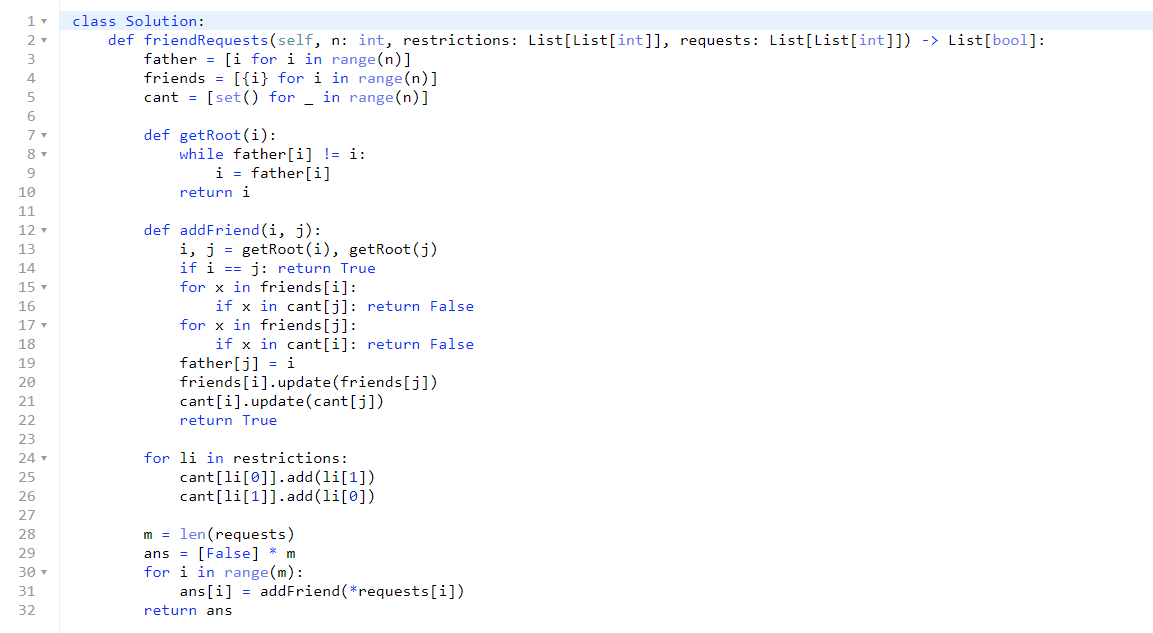 1 class Solution:
2     def friendRequests(self, n: int, restrictions: List[List[int]], requests: List[List[int]]) -> List[bool]:
3         father = [i for i in range(n)]
4         friends = [{i} for i in range(n)]
5         cant = [set() for _ in range(n)]
6
7         def getRoot(i):
8             while father[i] != i:
9                 i = father[i]
10             return i
11
12         def addFriend(i, j):
13             i, j = getRoot(i), getRoot(j)
14             if i == j: return True
15             for x in friends[i]:
16                 if x in cant[j]: return False
17             for x in friends[j]:
18                 if x in cant[i]: return False
19             father[j] = i
20             friends[i].update(friends[j])
21             cant[i].update(cant[j])
22             return True
23
24         for li in restrictions:
25             cant[li[0]].add(li[1])
26             cant[li[1]].add(li[0])
27
28         m = len(requests)
29         ans = [False] * m
30         for i in range(m):
31             ans[i] = addFriend(*requests[i])
32         return ans